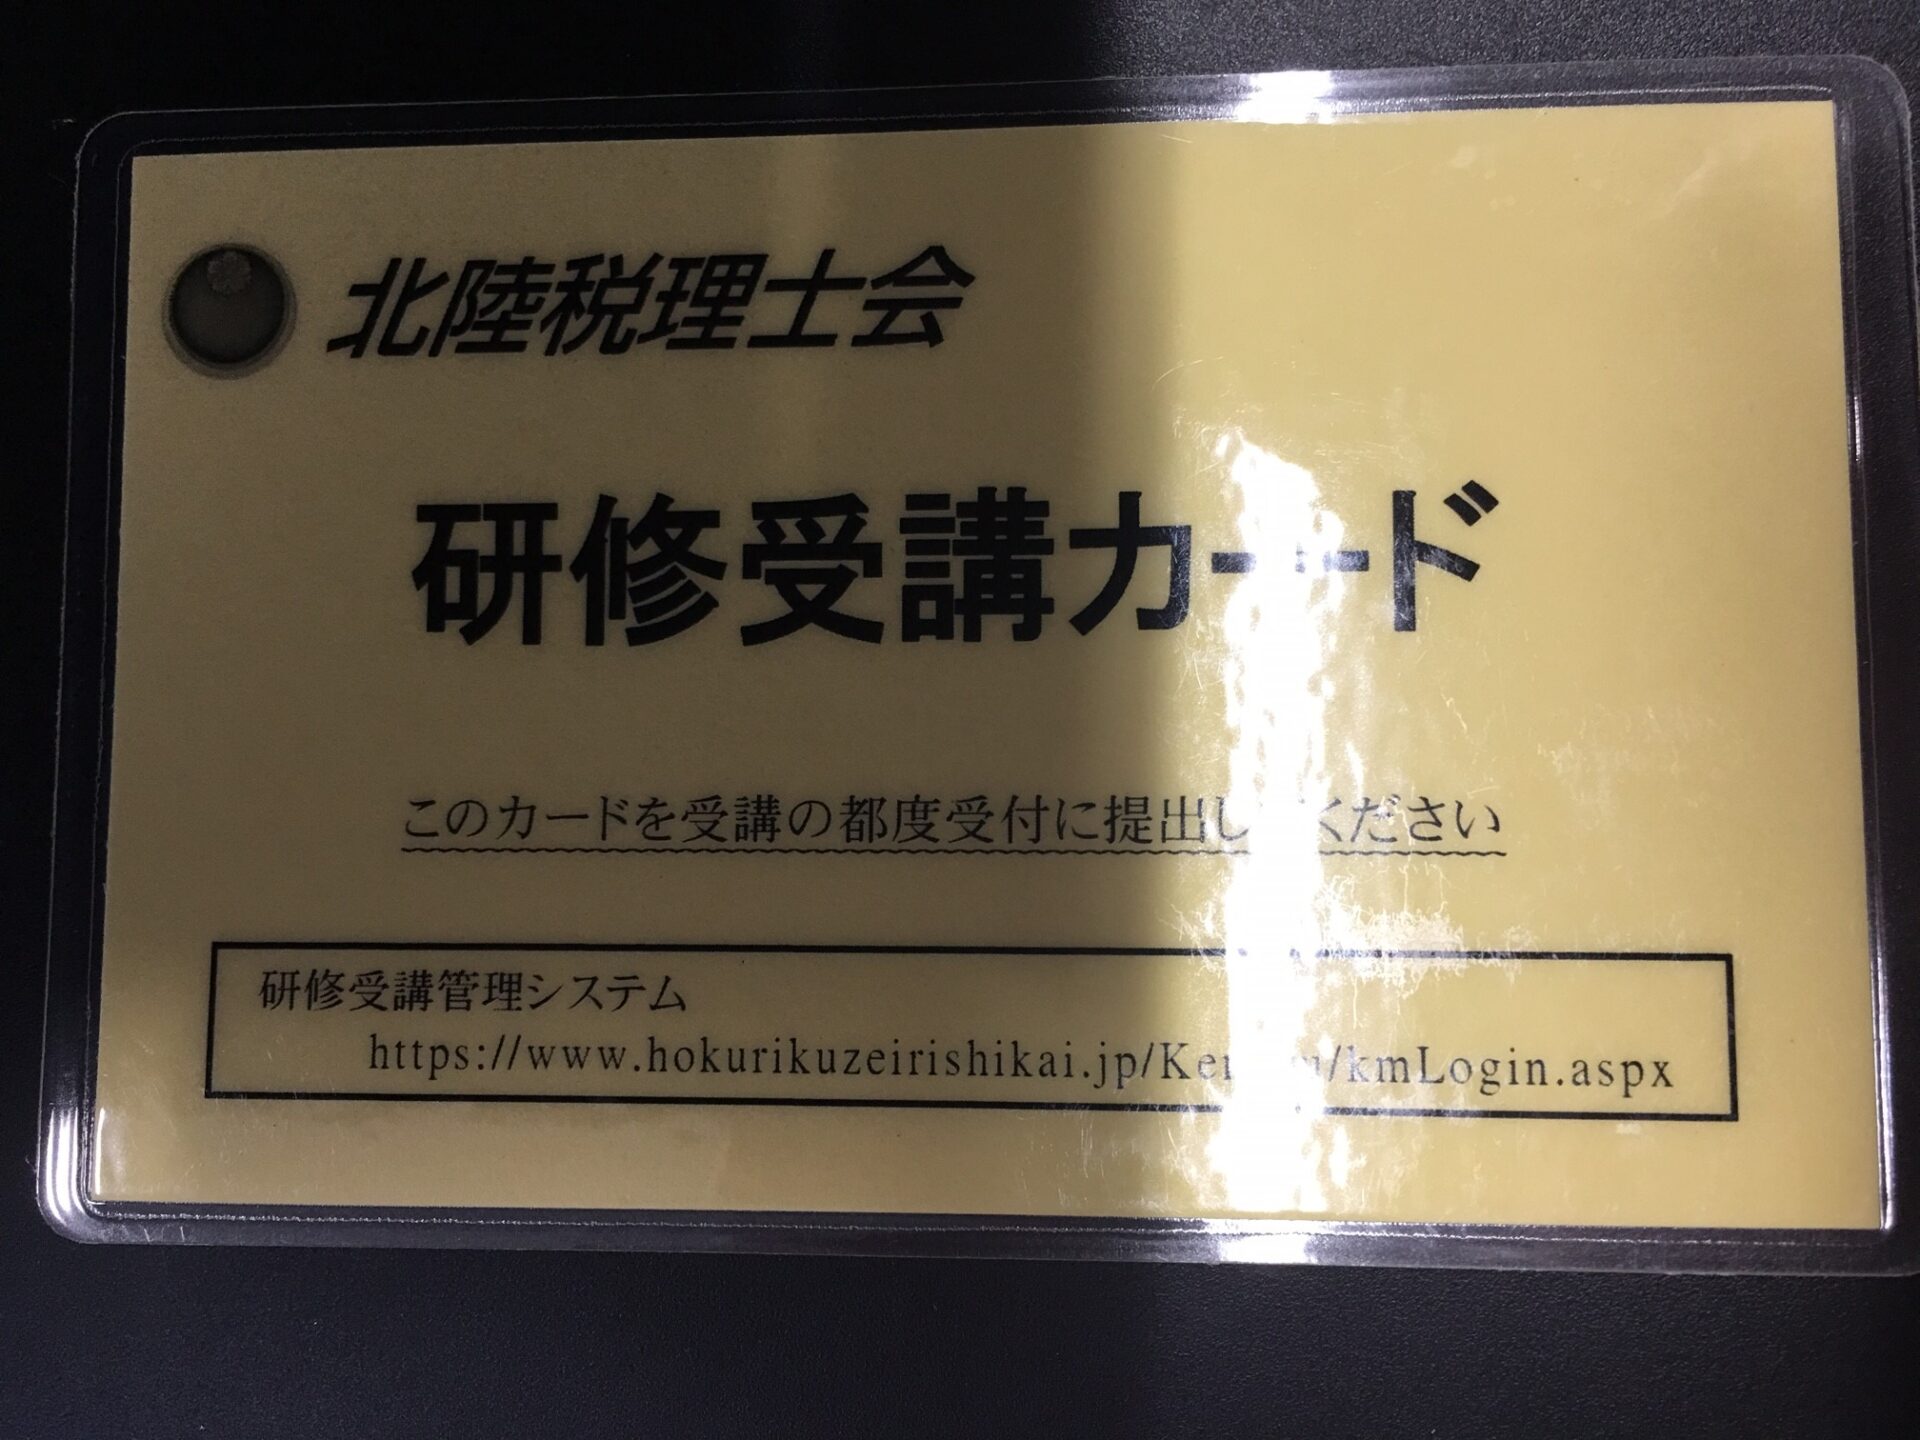 北陸税理士会
研修受講カード
このカードを受講の都度受付に提出し ください
研修受講管理システム
https://www.hokurikuzeirishikai.jp/Ke /kmLogin.aspx